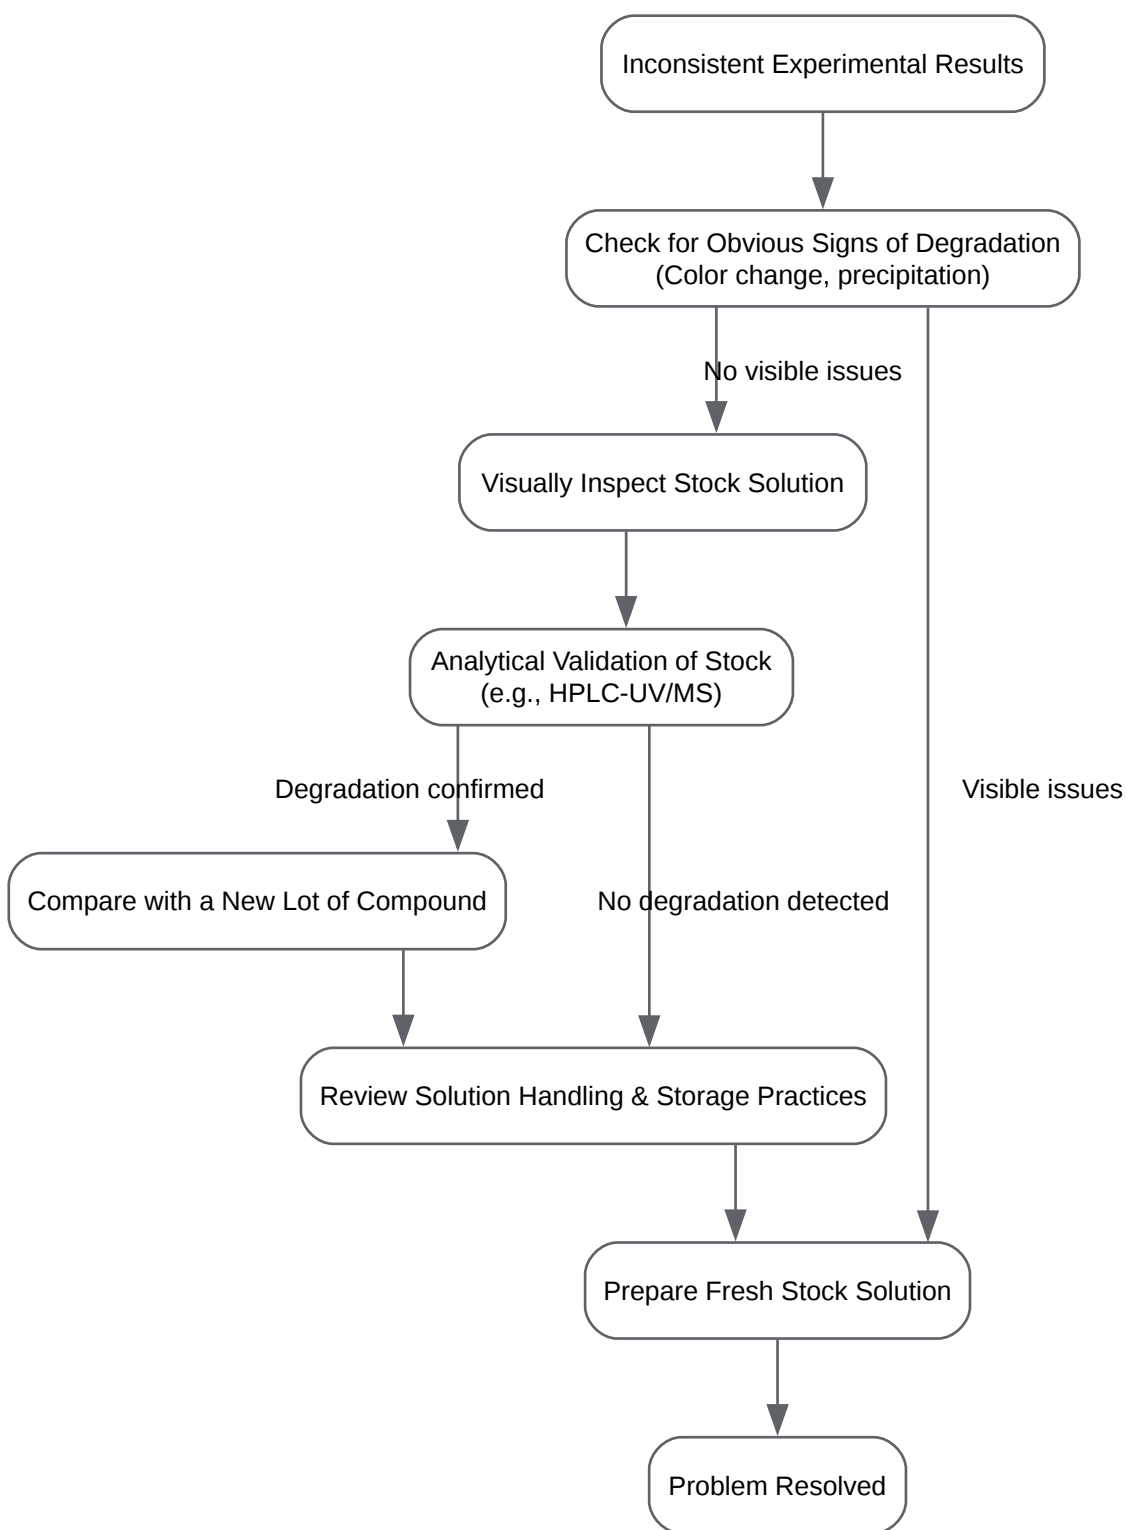 Inconsistent Experimental Results
Check for Obvious Signs of Degradation
(Color change, precipitation)
No visible issues
Visually Inspect Stock Solution
Analytical Validation of Stock
(e.g., HPLC-UV/MS)
Degradation confirmed
Visible issues
Compare with a New Lot of Compound
No degradation detected
Review Solution Handling & Storage Practices
Prepare Fresh Stock Solution
Problem Resolved